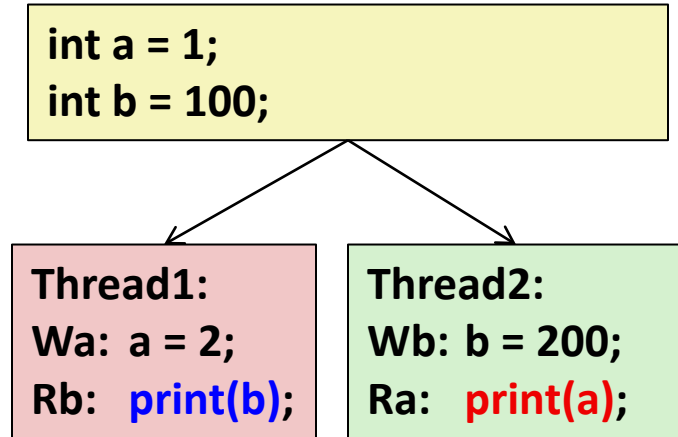 int a = 1;
int b = 100;
Thread1:
Wa: a = 2;
Rb: print(b);
Thread2:
Wb: b = 200;
Ra: print(a);